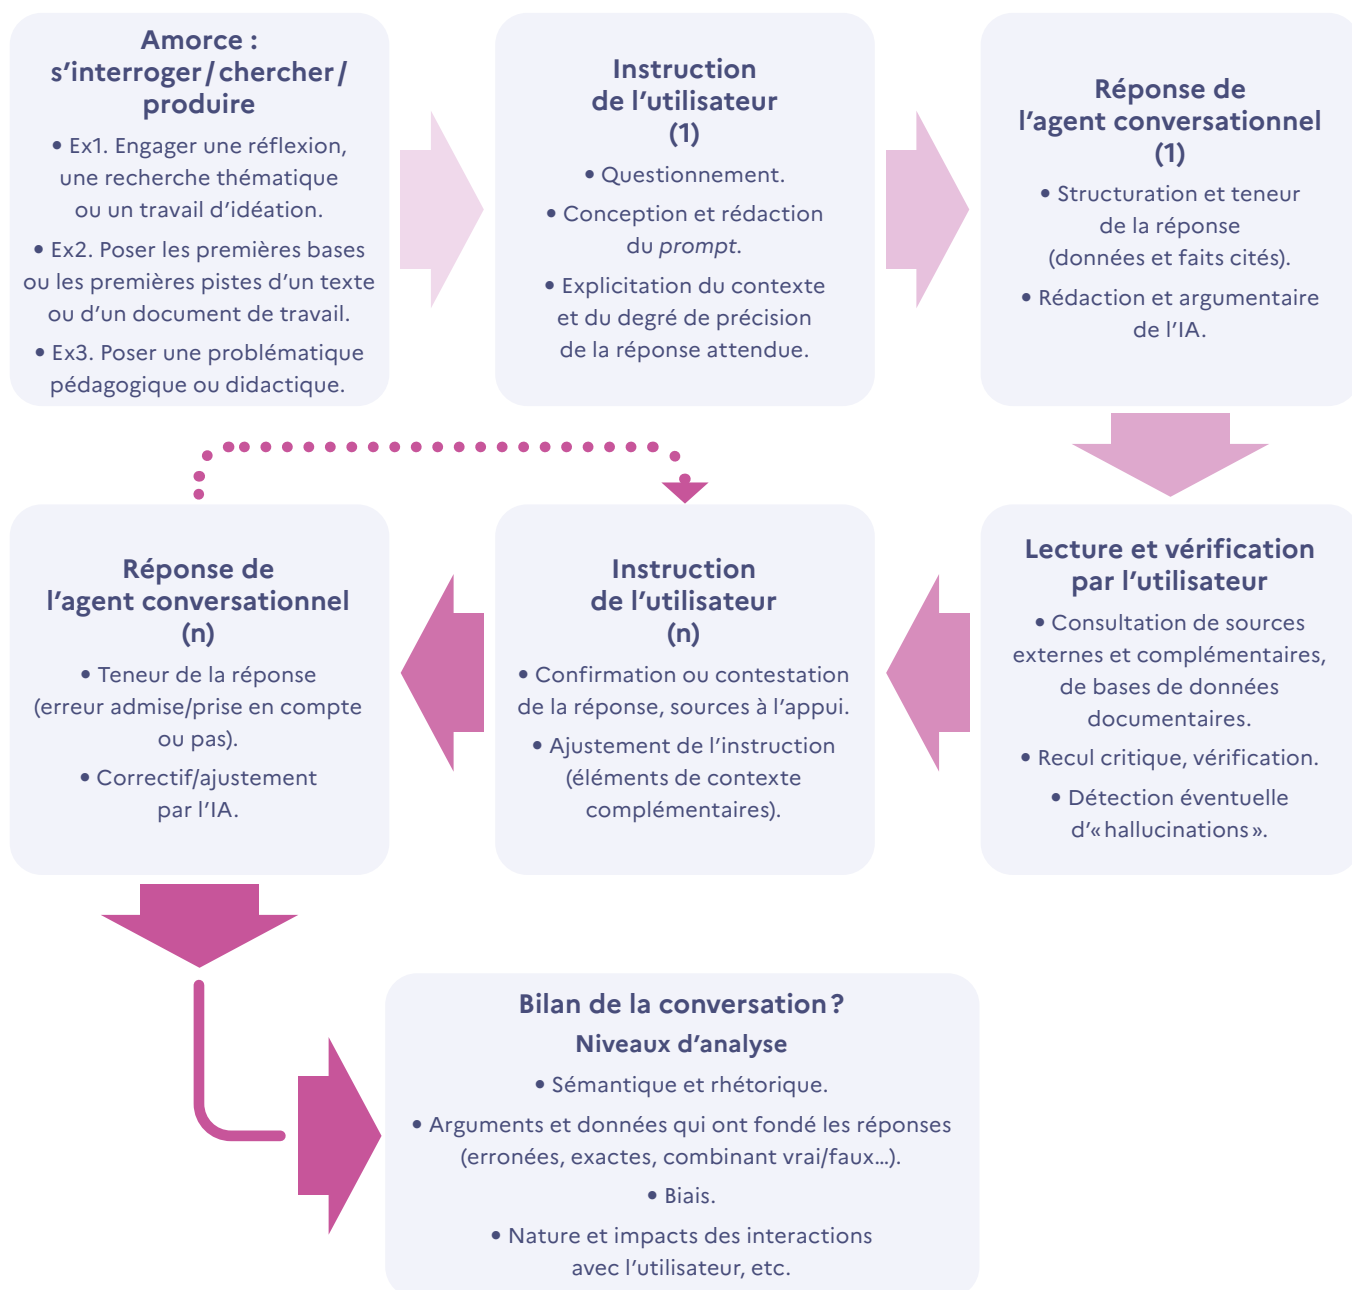 Amorce :
s’interroger / chercher /
produire
• Ex1. Engager une réflexion,
une recherche thématique
ou un travail d’idéation.
• Ex2. Poser les premières bases
ou les premières pistes d’un texte
ou d’un document de travail.
• Ex3. Poser une problématique
pédagogique ou didactique.
Instruction
de l’utilisateur
(1)
• Questionnement.
• Conception et rédaction
du prompt.
• Explicitation du contexte
et du degré de précision
de la réponse attendue.
Réponse de
l’agent conversationnel
(1)
• Structuration et teneur
de la réponse
(données et faits cités).
• Rédaction et argumentaire
de l’IA.
Lecture et vérification
par l’utilisateur
• Consultation de sources
externes et complémentaires,
de bases de données
documentaires.
• Recul critique, vérification.
• Détection éventuelle
d’« hallucinations ».
Instruction
de l’utilisateur
(n)
• Confirmation ou contestation
de la réponse, sources à l’appui.
• Ajustement de l’instruction
(éléments de contexte
complémentaires).
Réponse de
l’agent conversationnel
(n)
• Teneur de la réponse
(erreur admise/prise en compte
ou pas).
• Correctif/ajustement
par l’IA.
Bilan de la conversation ?
Niveaux d’analyse
• Sémantique et rhétorique.
• Arguments et données qui ont fondé les réponses
(erronées, exactes, combinant vrai/faux…).
• Biais.
• Nature et impacts des interactions
avec l’utilisateur, etc.